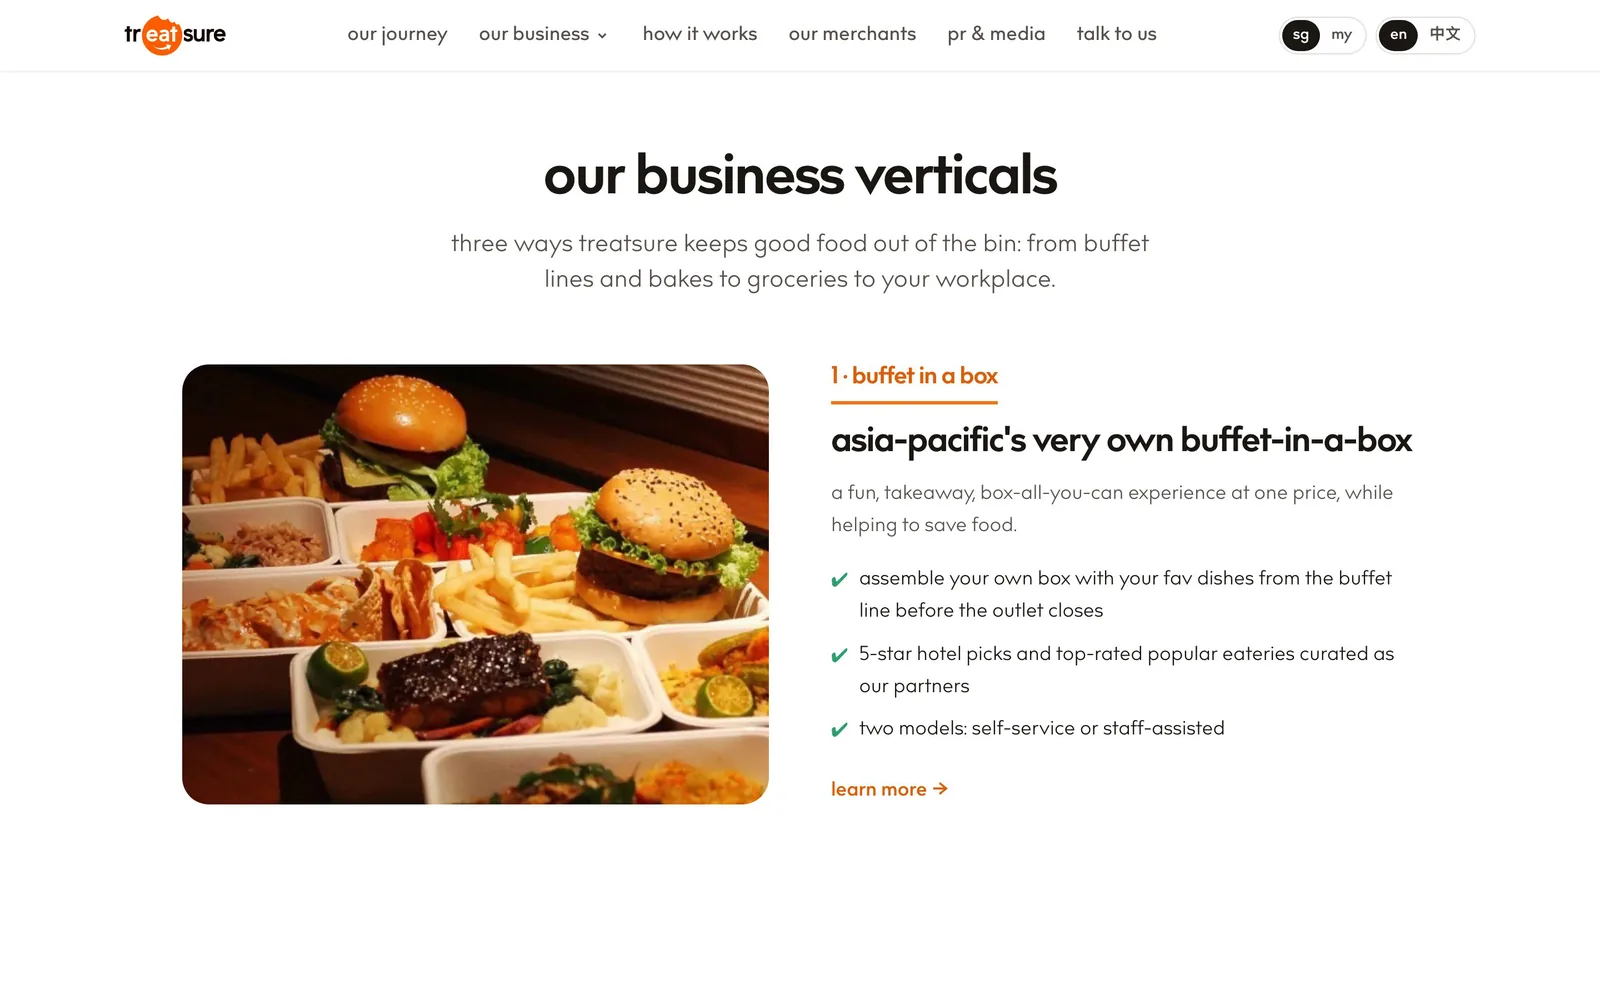 treatsure
our journey
our business
how it works
our merchants
pr & media
talk to us
sg
my
en
中文
our business verticals
three ways treatsure keeps good food out of the bin: from buffet
lines and bakes to groceries to your workplace.
1 · buffet in a box
asia-pacific's very own buffet-in-a-box
a fun, takeaway, box-all-you-can experience at one price, while
helping to save food.
✔ assemble your own box with your fav dishes from the buffet
line before the outlet closes
✔ 5-star hotel picks and top-rated popular eateries curated as
our partners
✔ two models: self-service or staff-assisted
learn more →